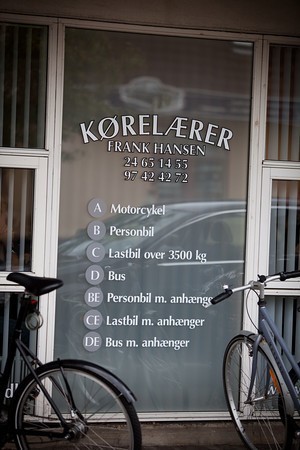 KØRELÆRER
FRANK HANSEN
24 65 14 55
97 42 42 72
A Motorcykel
B Personbil
C Lastbil over 3500 kg
D Bus
BE Personbil m. anhænger
CE Lastbil m. anhænger
DE Bus m. anhænger